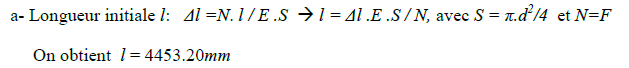 a- Longueur initiale l: Δl =N. l / E .S → l = Δl .E .S / N, avec S = π.d²/4 et N=F
On obtient l = 4453.20mm